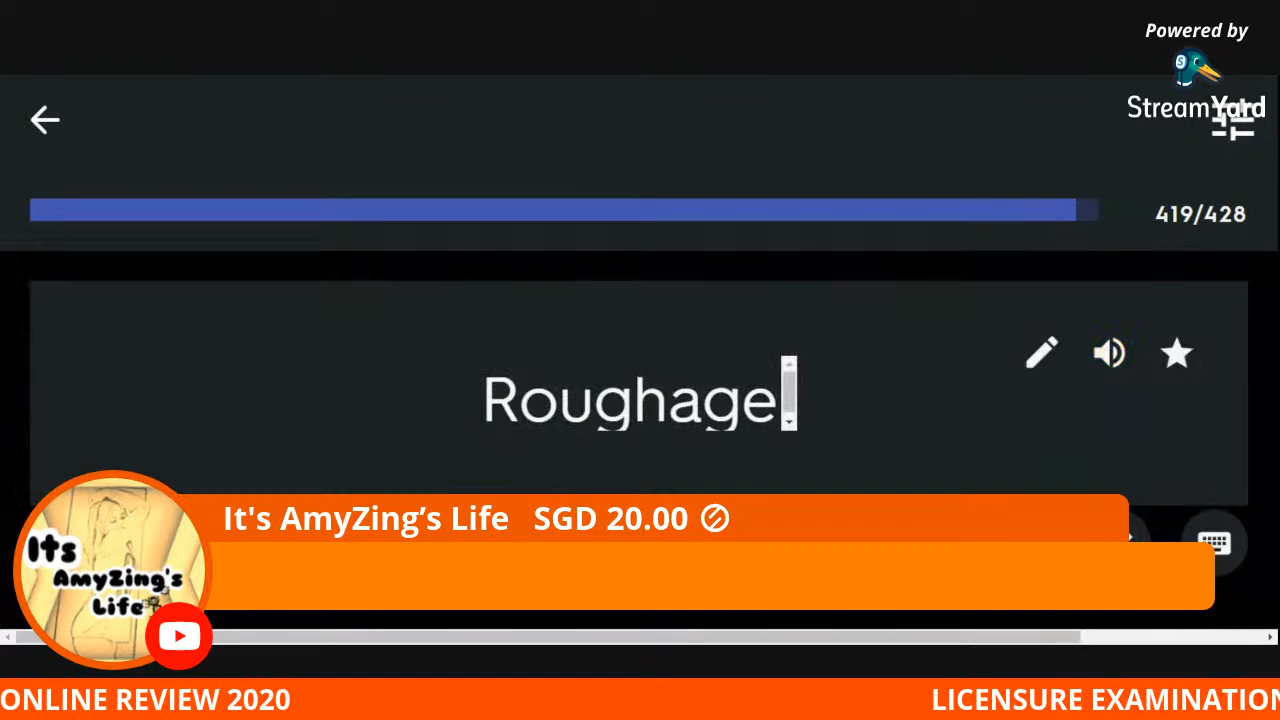 Powered by
StreamYard
419/428
Roughage
It's AmyZing’s Life SGD 20.00
Its
AmyZing's
Life
ONLINE REVIEW 2020 LICENSURE EXAMINATION